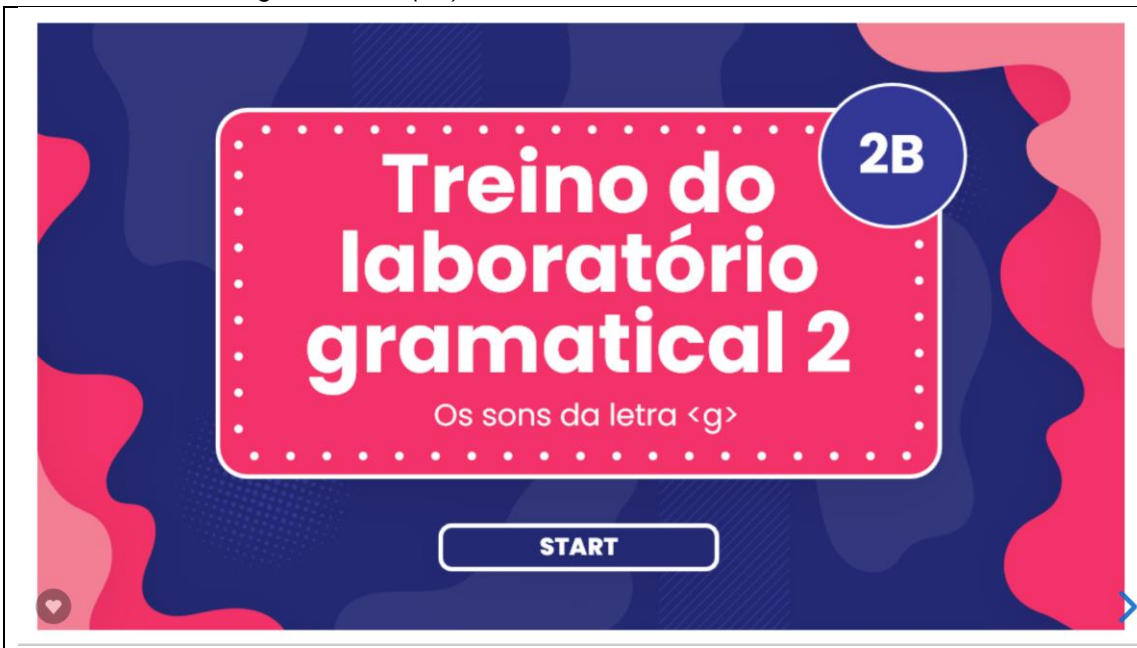 2B
Treino do
laboratório
gramatical 2
Os sons da letra <g>
START